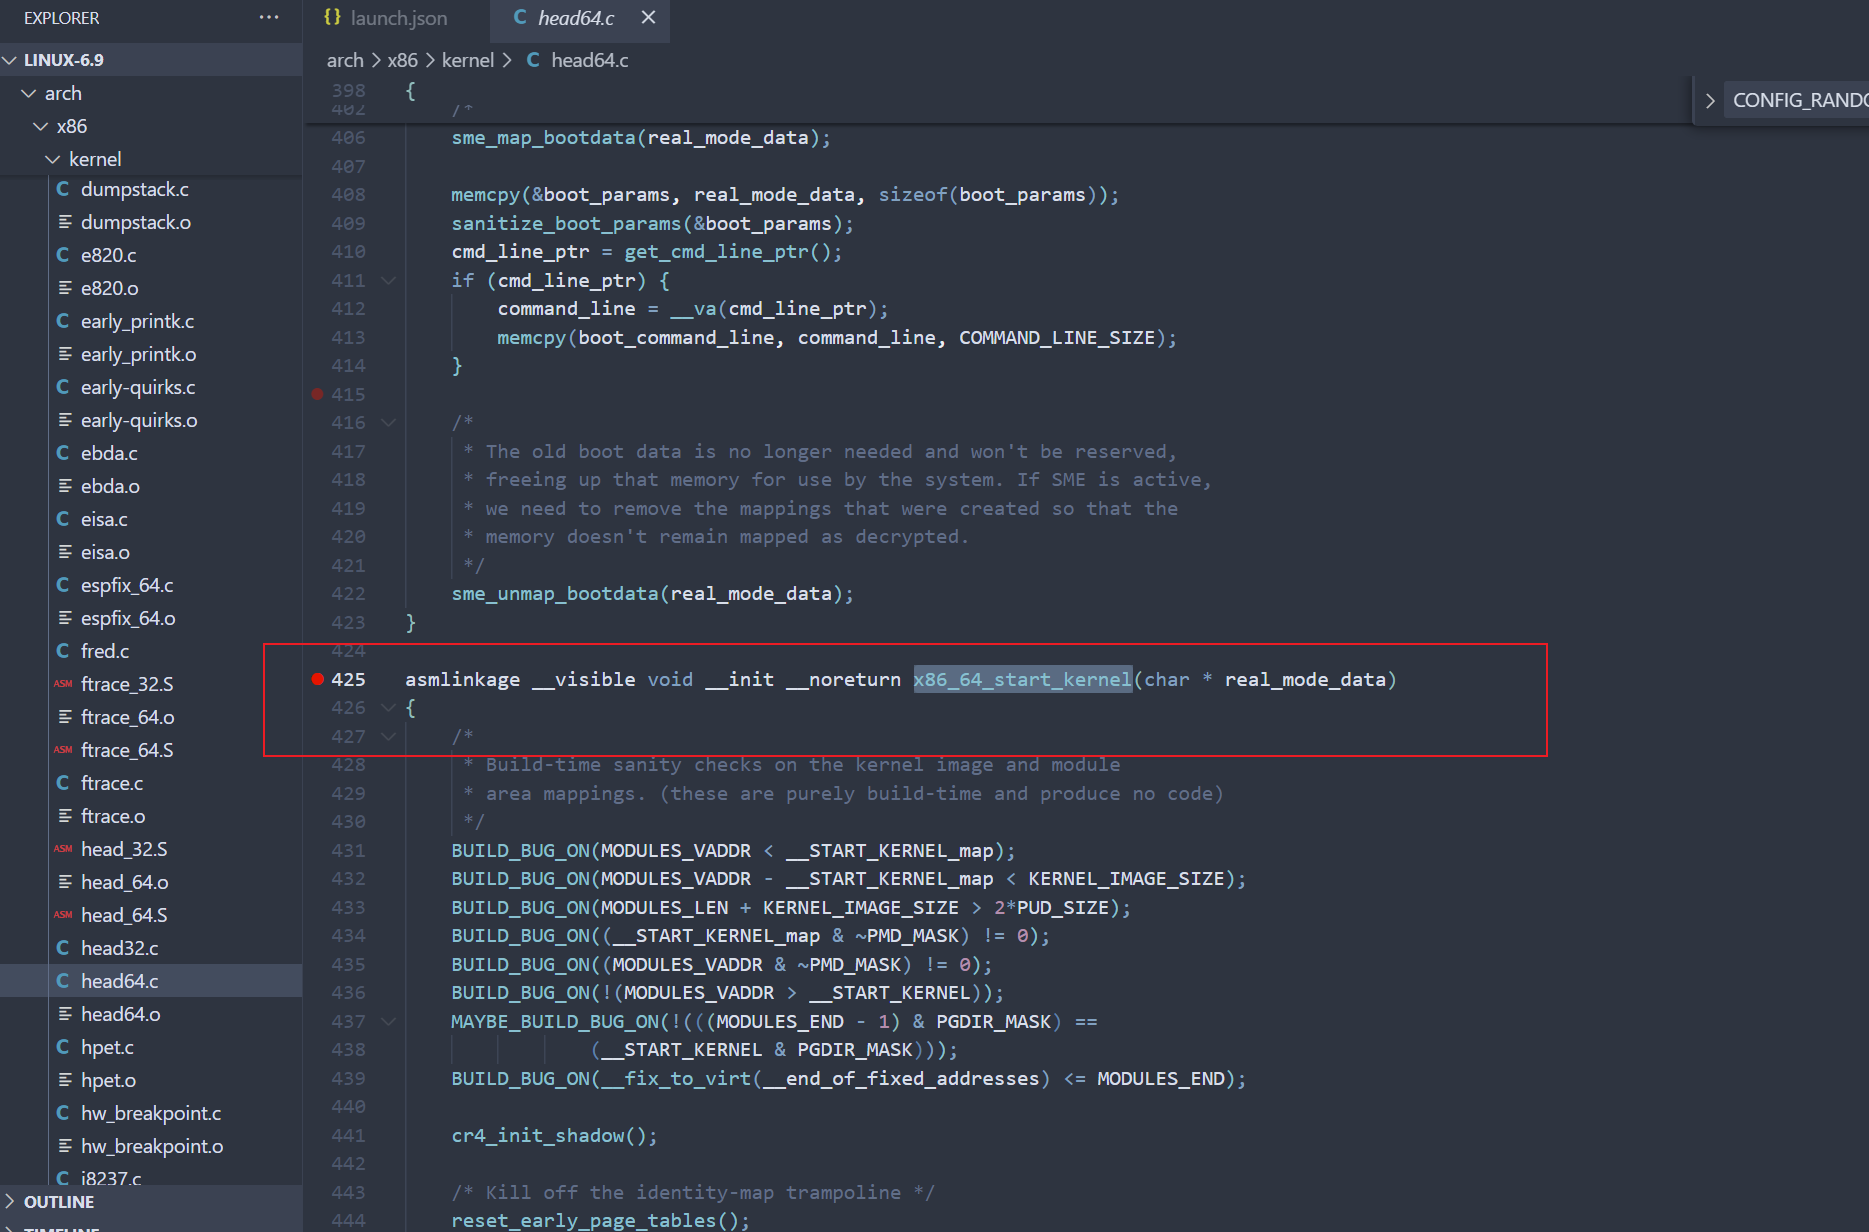 EXPLORER
···
LINUX-6.9
arch
x86
kernel
C dumpstack.c
dumpstack.o
C e820.c
e820.o
C early_printk.c
early_printk.o
C early-quirks.c
early-quirks.o
C ebda.c
ebda.o
C eisa.c
eisa.o
C espfix_64.c
espfix_64.o
C fred.c
ASM ftrace_32.S
ftrace_64.o
ASM ftrace_64.S
C ftrace.c
ftrace.o
ASM head_32.S
head_64.o
ASM head_64.S
C head32.c
C head64.c
head64.o
C hpet.c
hpet.o
C hw_breakpoint.c
hw_breakpoint.o
C i8237.c
OUTLINE
TIMELINE
{} launch.json
C head64.c ×
arch > x86 > kernel > C head64.c
CONFIG_RANDO
398 {
402 /*
406 sme_map_bootdata(real_mode_data);
407
408 memcpy(&boot_params, real_mode_data, sizeof(boot_params));
409 sanitize_boot_params(&boot_params);
410 cmd_line_ptr = get_cmd_line_ptr();
411 if (cmd_line_ptr) {
412 command_line = __va(cmd_line_ptr);
413 memcpy(boot_command_line, command_line, COMMAND_LINE_SIZE);
414 }
415
416 /*
417 * The old boot data is no longer needed and won't be reserved,
418 * freeing up that memory for use by the system. If SME is active,
419 * we need to remove the mappings that were created so that the
420 * memory doesn't remain mapped as decrypted.
421 */
422 sme_unmap_bootdata(real_mode_data);
423 }
424
425 asmlinkage __visible void __init __noreturn x86_64_start_kernel(char * real_mode_data)
426 {
427 /*
428 * Build-time sanity checks on the kernel image and module
429 * area mappings. (these are purely build-time and produce no code)
430 */
431 BUILD_BUG_ON(MODULES_VADDR < __START_KERNEL_map);
432 BUILD_BUG_ON(MODULES_VADDR - __START_KERNEL_map < KERNEL_IMAGE_SIZE);
433 BUILD_BUG_ON(MODULES_LEN + KERNEL_IMAGE_SIZE > 2*PUD_SIZE);
434 BUILD_BUG_ON((__START_KERNEL_map & ~PMD_MASK) != 0);
435 BUILD_BUG_ON((MODULES_VADDR & ~PMD_MASK) != 0);
436 BUILD_BUG_ON(!(MODULES_VADDR > __START_KERNEL));
437 MAYBE_BUILD_BUG_ON(!(((MODULES_END - 1) & PGDIR_MASK) ==
438 (__START_KERNEL & PGDIR_MASK)));
439 BUILD_BUG_ON(__fix_to_virt(__end_of_fixed_addresses) <= MODULES_END);
440
441 cr4_init_shadow();
442
443 /* Kill off the identity-map trampoline */
444 reset_early_page_tables();